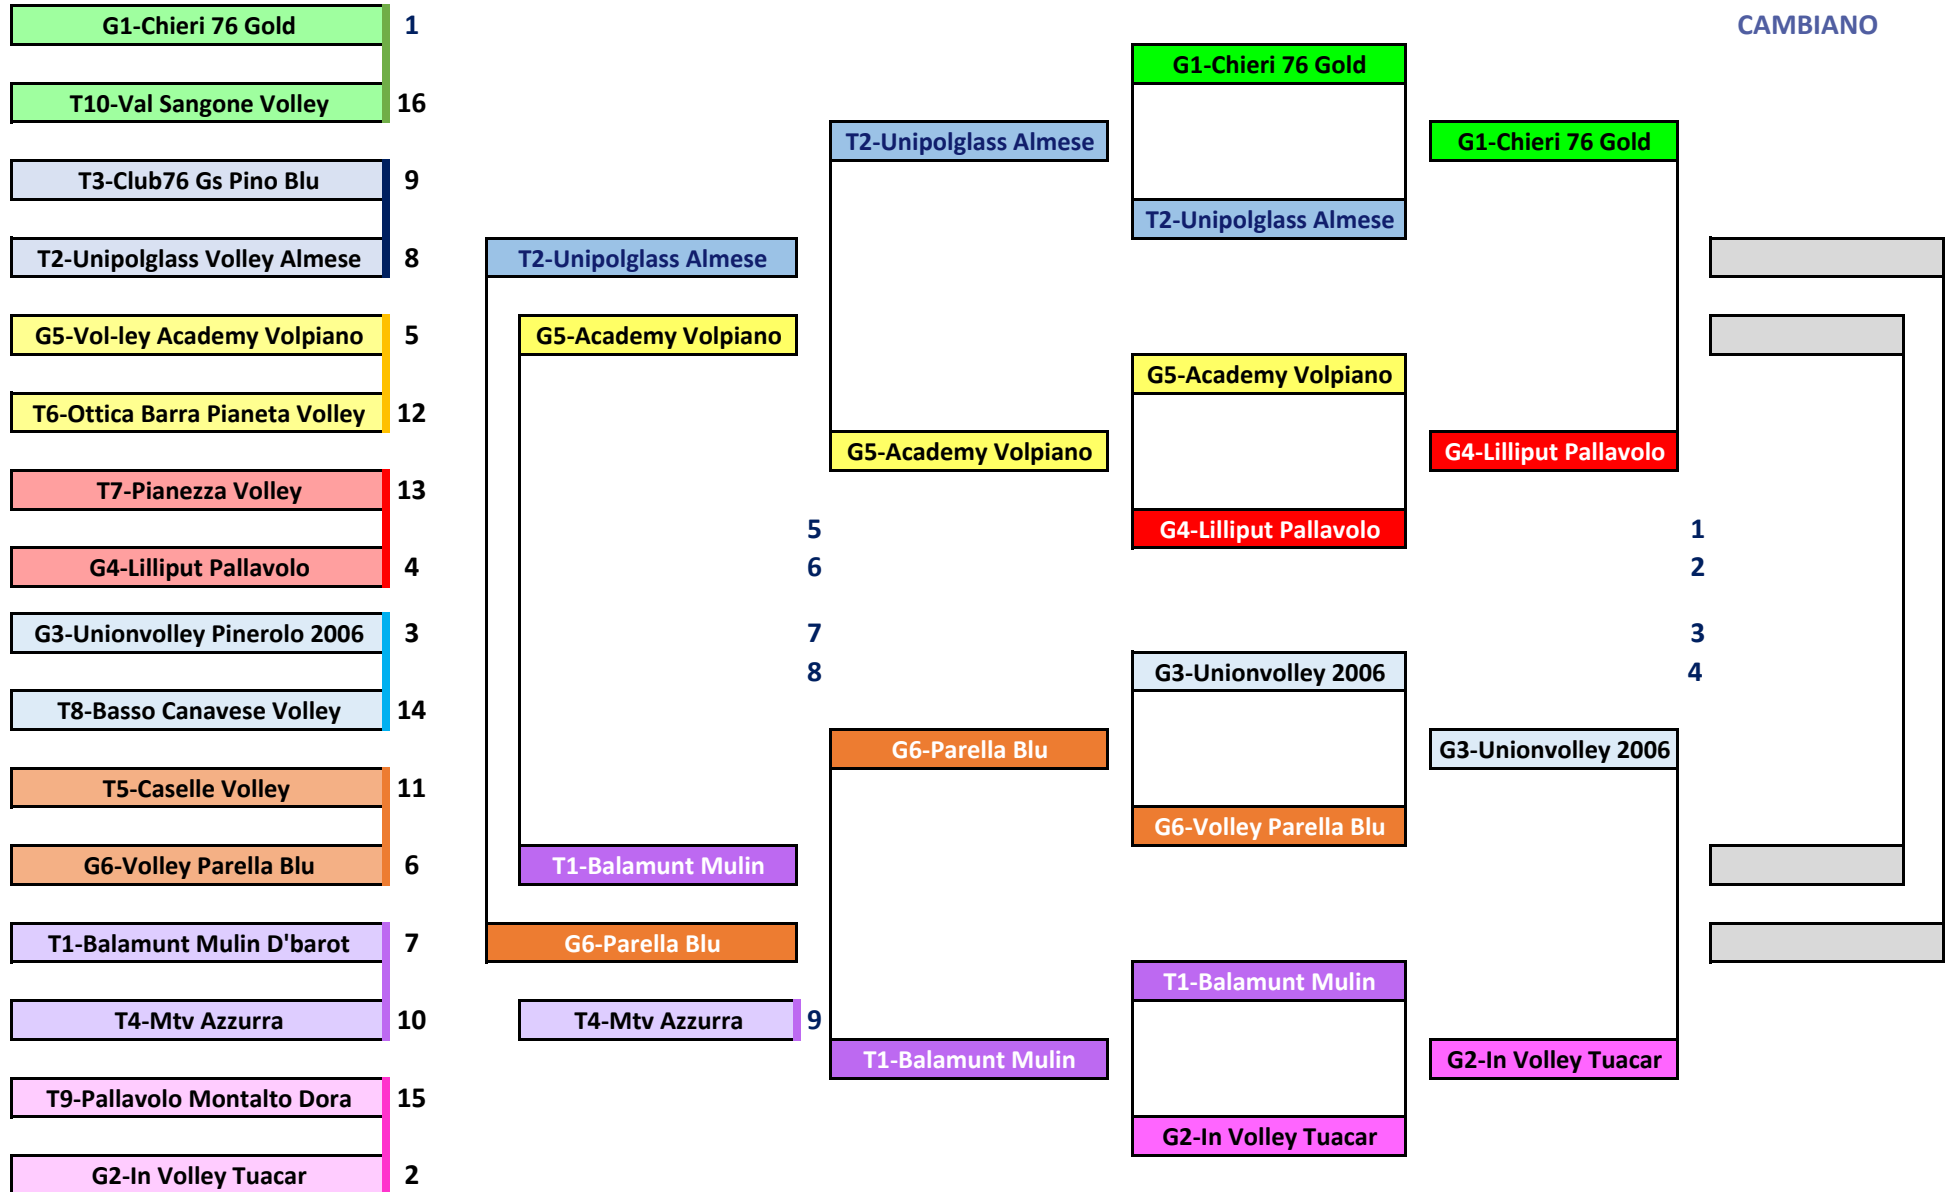 G1-Chieri 76 Gold 1 CAMBIANO
G1-Chieri 76 Gold
T10-Val Sangone Volley 16
T2-Unipolglass Almese G1-Chieri 76 Gold
T3-Club76 Gs Pino Blu 9
T2-Unipolglass Almese
T2-Unipolglass Volley Almese 8 T2-Unipolglass Almese
G5-Vol-ley Academy Volpiano 5 G5-Academy Volpiano
G5-Academy Volpiano
T6-Ottica Barra Pianeta Volley 12
G5-Academy Volpiano G4-Lilliput Pallavolo
T7-Pianezza Volley 13
5 G4-Lilliput Pallavolo 1
G4-Lilliput Pallavolo 4 6 2
G3-Unionvolley Pinerolo 2006 3 7 3
8 G3-Unionvolley 2006 4
T8-Basso Canavese Volley 14
G6-Parella Blu G3-Unionvolley 2006
T5-Caselle Volley 11
G6-Volley Parella Blu
G6-Volley Parella Blu 6 T1-Balamunt Mulin
T1-Balamunt Mulin D'barot 7 G6-Parella Blu
T1-Balamunt Mulin
T4-Mtv Azzurra 10 T4-Mtv Azzurra 9
T1-Balamunt Mulin G2-In Volley Tuacar
T9-Pallavolo Montalto Dora 15
G2-In Volley Tuacar
G2-In Volley Tuacar 2